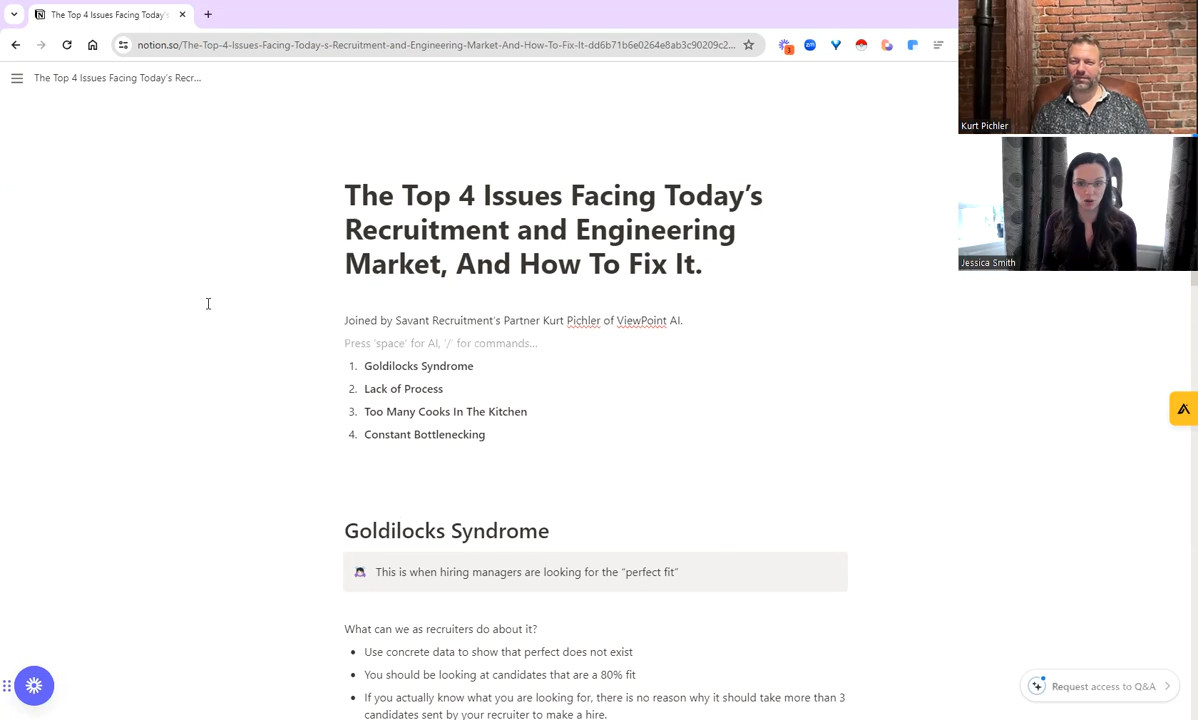 The Top 4 Issues Facing Today's
notion.so/The-Top-4-Issues-Facing-Today-s-Recruitment-and-Engineering-Market-And-How-To-Fix-It-dd6b71b6e0264e8ab3c90209c2...
3
The Top 4 Issues Facing Today's Recr...
Kurt Pichler
Jessica Smith
The Top 4 Issues Facing Today’s
Recruitment and Engineering
Market, And How To Fix It.
Joined by Savant Recruitment's Partner Kurt Pichler of ViewPoint AI.
Press 'space' for AI, '/' for commands...
1. Goldilocks Syndrome
2. Lack of Process
3. Too Many Cooks In The Kitchen
4. Constant Bottlenecking
Goldilocks Syndrome
This is when hiring managers are looking for the “perfect fit”
What can we as recruiters do about it?
• Use concrete data to show that perfect does not exist
• You should be looking at candidates that are a 80% fit
• If you actually know what you are looking for, there is no reason why it should take more than 3
candidates sent by your recruiter to make a hire.
Request access to Q&A